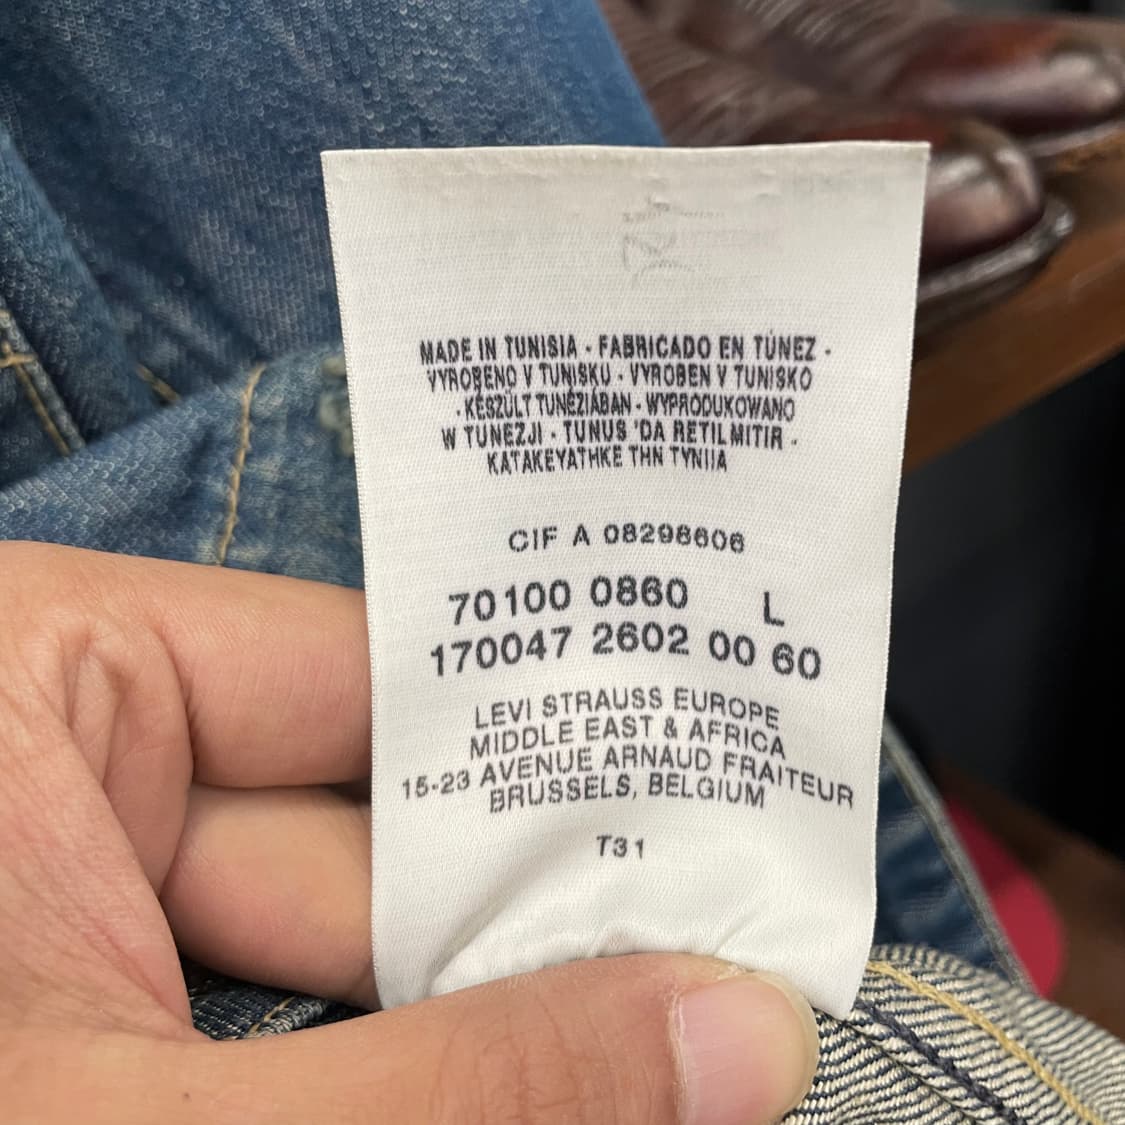 MADE IN TUNISIA - FABRICADO EN TÚNEZ -
VYROBENO V TUNISKU - VYROBEN V TUNISKO
- KÉSZÜLT TUNÉZIÁBAN - WYPRODUKOWANO
W TUNEZJI - TUNUS 'DA RETILMITIR -
KATAKEYATHKE THN TYNIIA
CIF A 08298606
70100 0860 L
170047 2602 00 60
LEVI STRAUSS EUROPE
MIDDLE EAST & AFRICA
15-23 AVENUE ARNAUD FRAITEUR
BRUSSELS, BELGIUM
T31